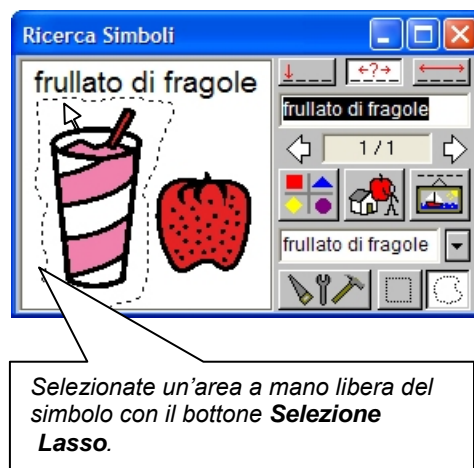 Ricerca Simboli
frullato di fragole
←?→
frullato di fragole
1 / 1
frullato di fragole
Selezionate un'area a mano libera del
simbolo con il bottone Selezione
Lasso.